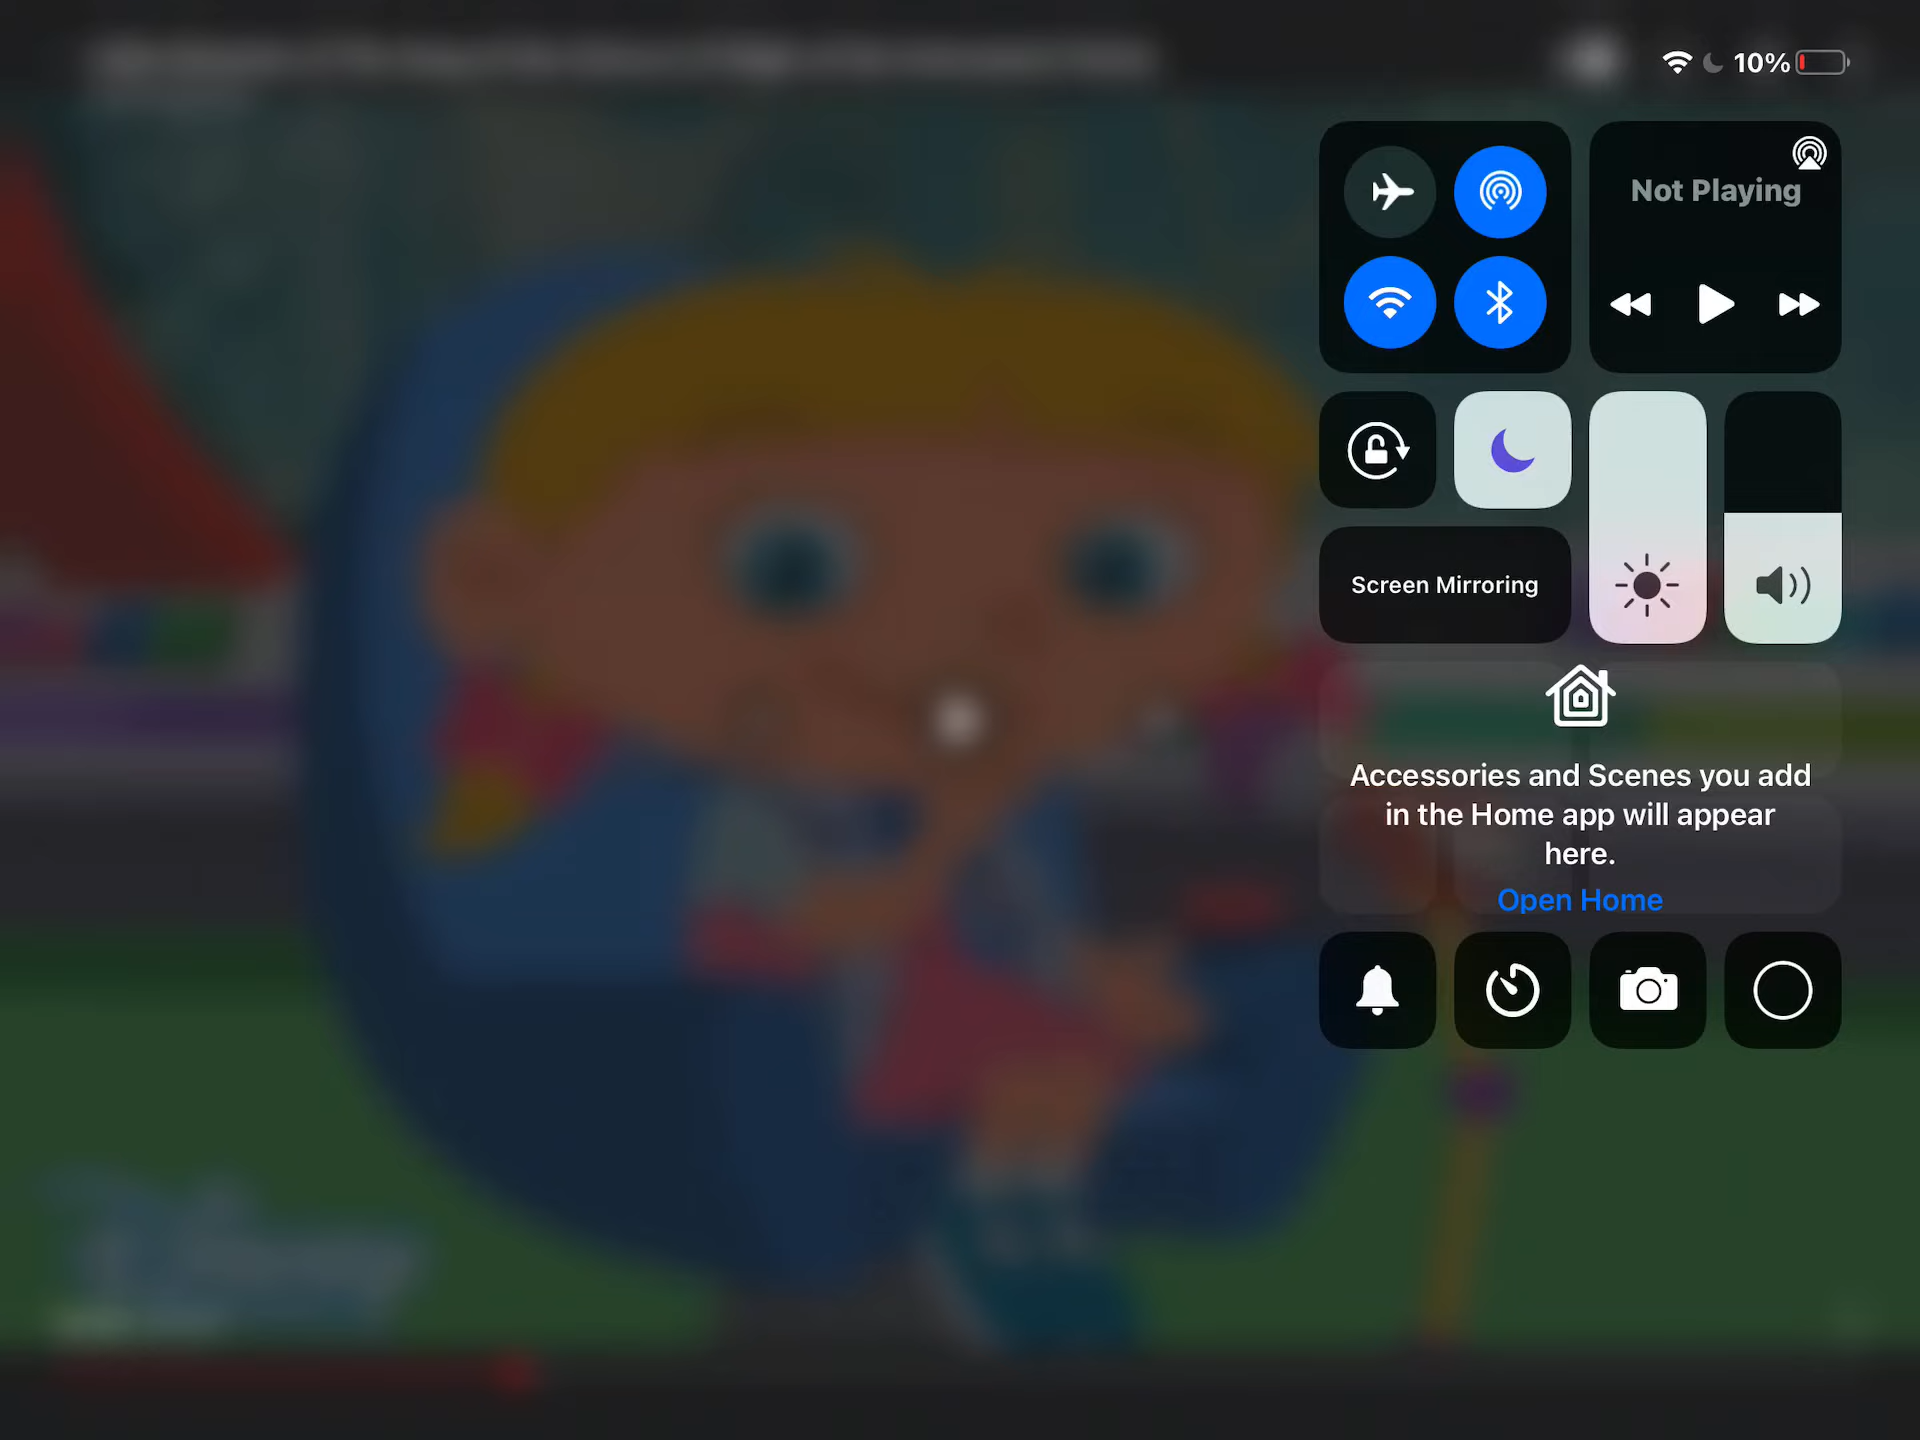 10%
Not Playing
Screen Mirroring
Accessories and Scenes you add
in the Home app will appear
here.
Open Home